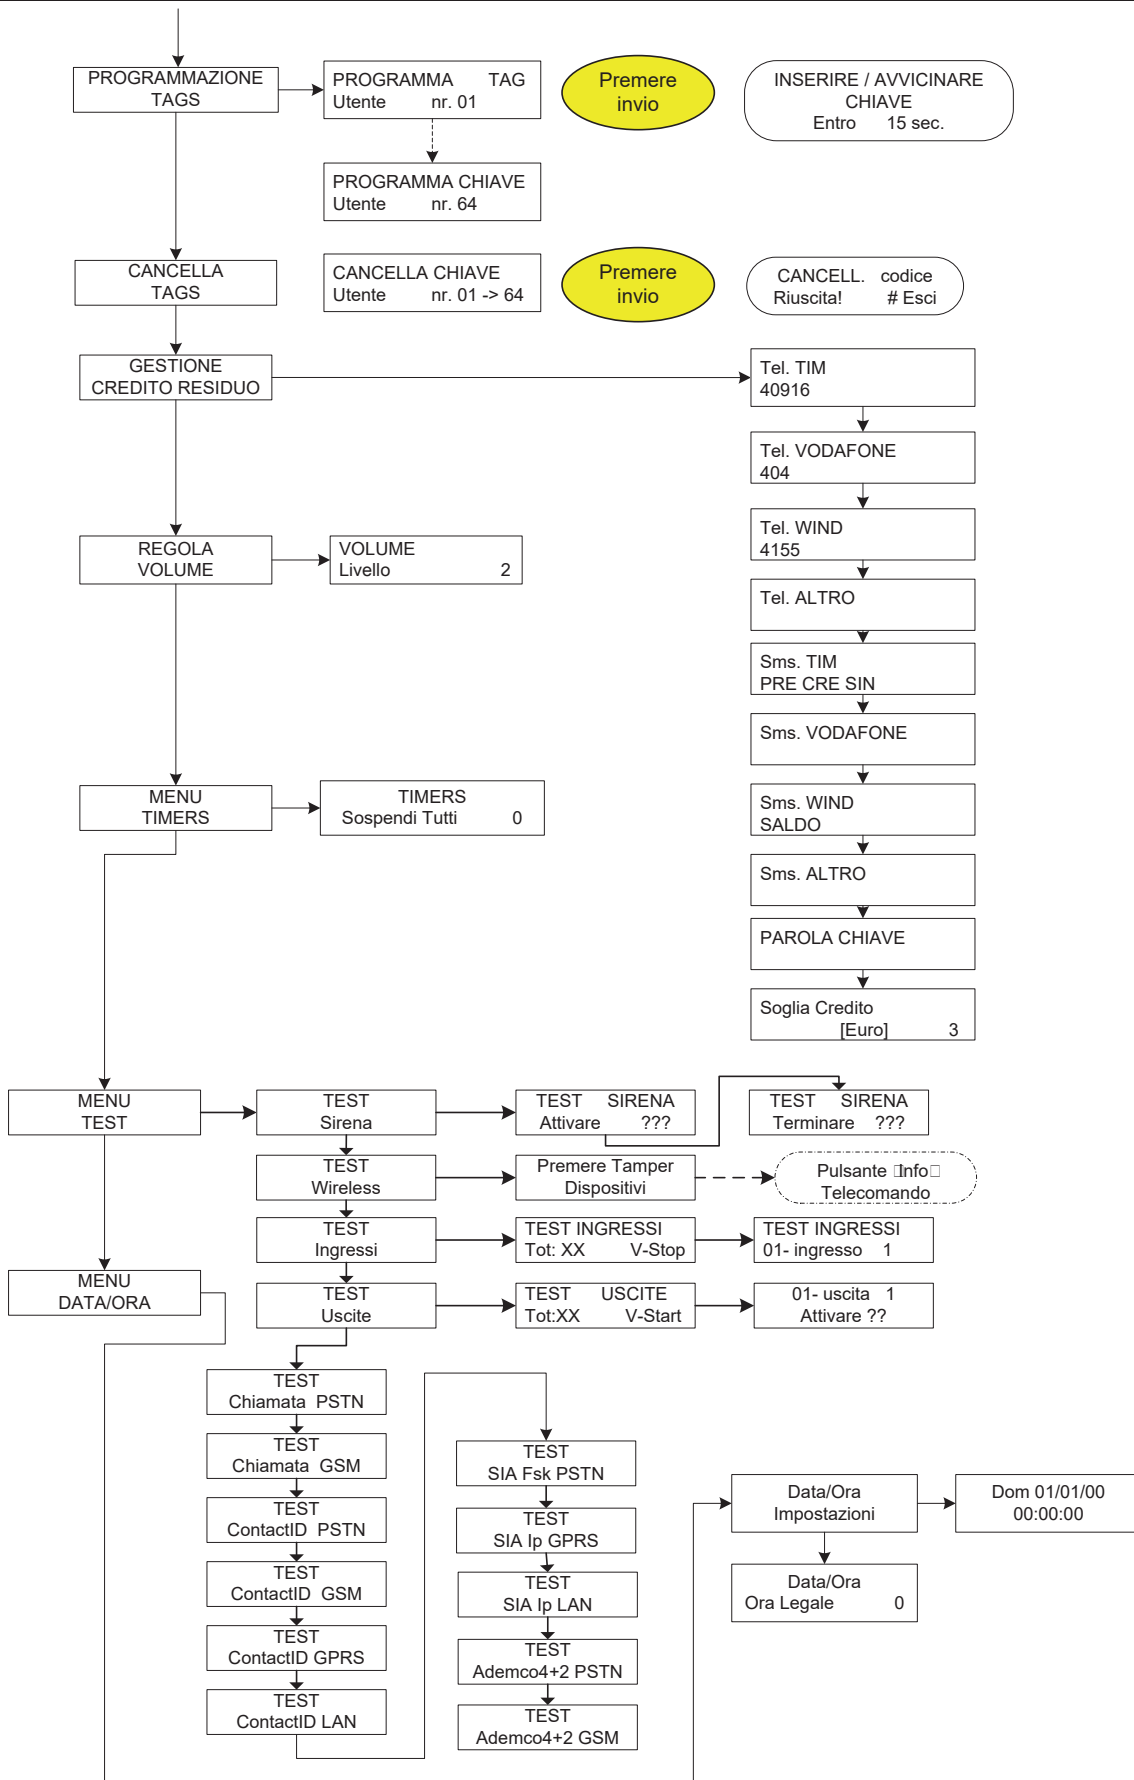 PROGRAMMAZIONE
TAGS
PROGRAMMA TAG
Utente nr. 01
Premere
invio
INSERIRE / AVVICINARE
CHIAVE
Entro 15 sec.
PROGRAMMA CHIAVE
Utente nr. 64
CANCELLA
TAGS
CANCELLA CHIAVE
Utente nr. 01 -> 64
Premere
invio
CANCELL. codice
Riuscita! # Esci
GESTIONE
CREDITO RESIDUO
Tel. TIM
40916
Tel. VODAFONE
404
Tel. WIND
4155
Tel. ALTRO
Sms. TIM
PRE CRE SIN
Sms. VODAFONE
Sms. WIND
SALDO
Sms. ALTRO
PAROLA CHIAVE
Soglia Credito
[Euro] 3
REGOLA
VOLUME
VOLUME
Livello 2
MENU
TIMERS
TIMERS
Sospendi Tutti 0
MENU
TEST
TEST
Sirena
TEST SIRENA
Attivare ???
TEST SIRENA
Terminare ???
TEST
Wireless
Premere Tamper
Dispositivi
Pulsante Info
Telecomando
TEST
Ingressi
TEST INGRESSI
Tot: XX V-Stop
TEST INGRESSI
01- ingresso 1
MENU
DATA/ORA
TEST
Uscite
TEST USCITE
Tot:XX V-Start
01- uscita 1
Attivare ??
TEST
Chiamata PSTN
TEST
Chiamata GSM
TEST
ContactID PSTN
TEST
ContactID GSM
TEST
ContactID GPRS
TEST
ContactID LAN
TEST
SIA Fsk PSTN
TEST
SIA Ip GPRS
TEST
SIA Ip LAN
TEST
Ademco4+2 PSTN
TEST
Ademco4+2 GSM
Data/Ora
Impostazioni
Dom 01/01/00
00:00:00
Data/Ora
Ora Legale 0